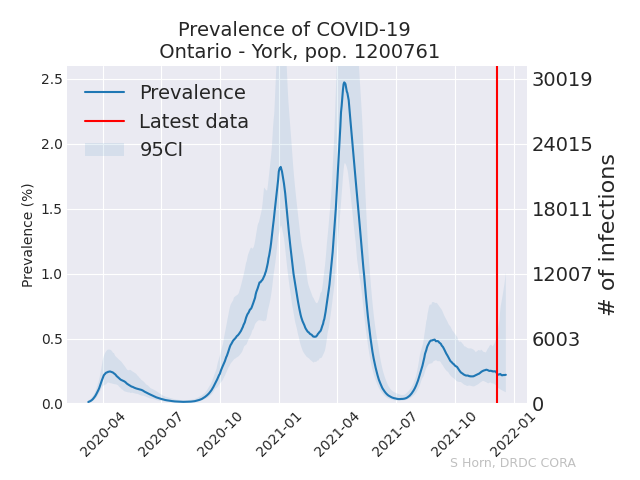 Prevalence of COVID-19
Ontario - York, pop. 1200761
Prevalence
Latest data
95CI
2.5
2.0
1.5
1.0
0.5
0.0
Prevalence (%)
30019
24015
18011
12007
6003
0
# of infections
2020-04
2020-07
2020-10
2021-01
2021-04
2021-07
2021-10
2022-01
S Horn, DRDC CORA